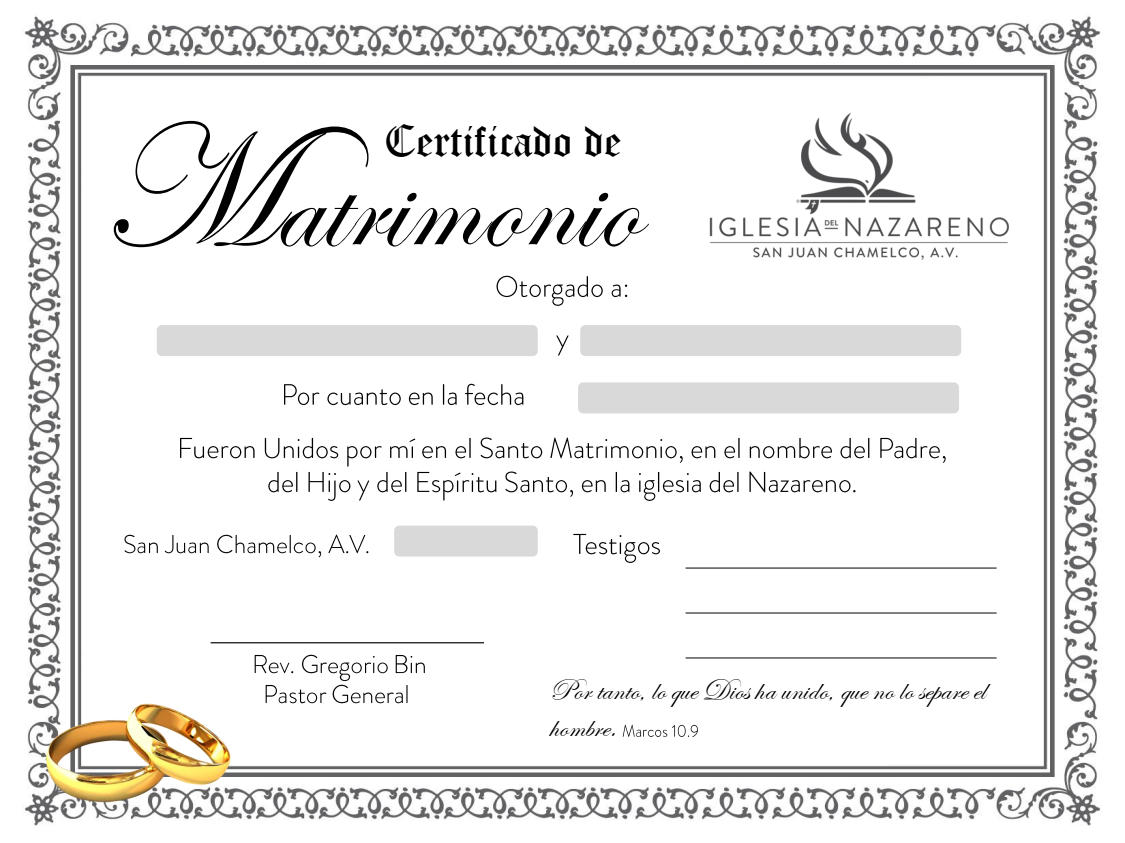 Certificado de
Matrimonio
IGLESIA DEL NAZARENO
SAN JUAN CHAMELCO, A.V.
Otorgado a:
y
Por cuanto en la fecha
Fueron Unidos por mí en el Santo Matrimonio, en el nombre del Padre,
del Hijo y del Espíritu Santo, en la iglesia del Nazareno.
San Juan Chamelco, A.V.
Testigos
Rev. Gregorio Bin
Pastor General
Por tanto, lo que Dios ha unido, que no lo separe el
hombre. Marcos 10.9